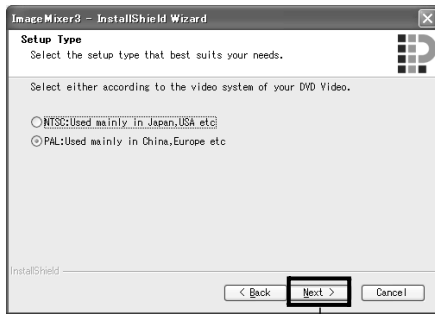 ImageMixer3 - InstallShield Wizard
Setup Type
Select the setup type that best suits your needs.
Select either according to the video system of your DVD Video.
NTSC:Used mainly in Japan,USA etc
PAL:Used mainly in China,Europe etc
InstallShield
< Back
Next >
Cancel